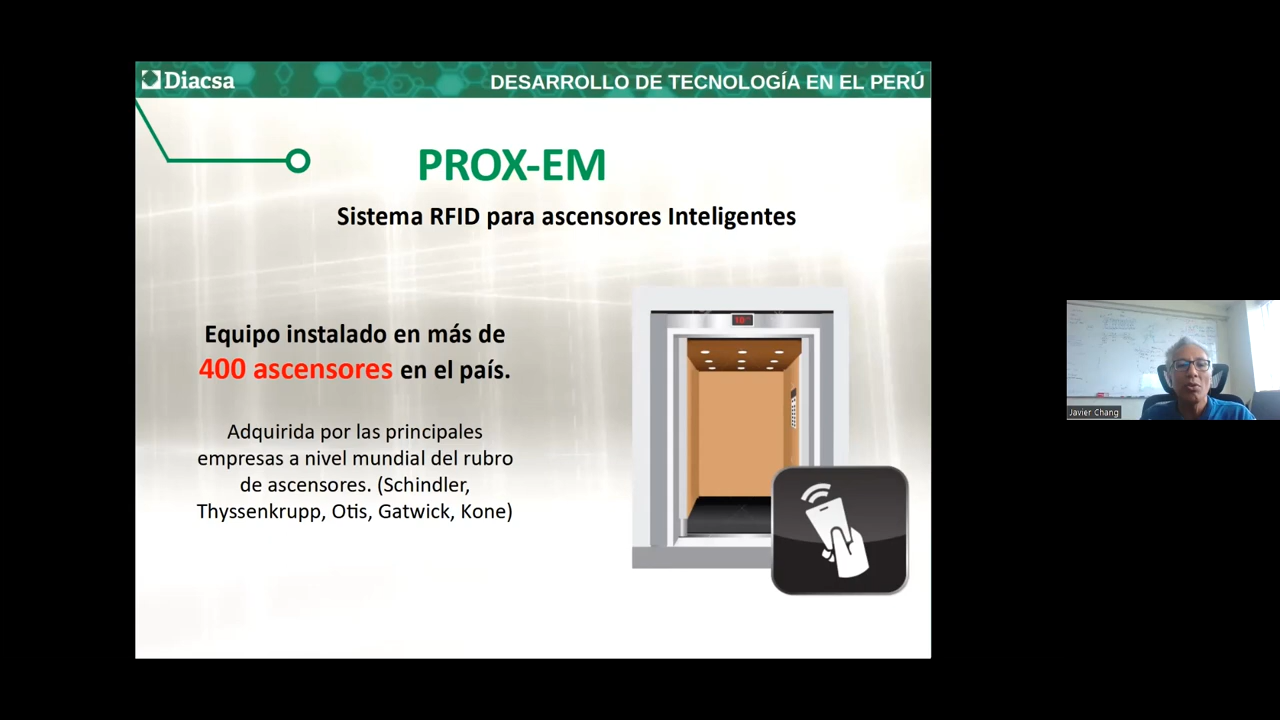 Diacsa
DESARROLLO DE TECNOLOGÍA EN EL PERÚ
PROX-EM
Sistema RFID para ascensores Inteligentes
Equipo instalado en más de
400 ascensores en el país.
Adquirida por las principales
empresas a nivel mundial del rubro
de ascensores. (Schindler,
Thyssenkrupp, Otis, Gatwick, Kone)
Javier Chang